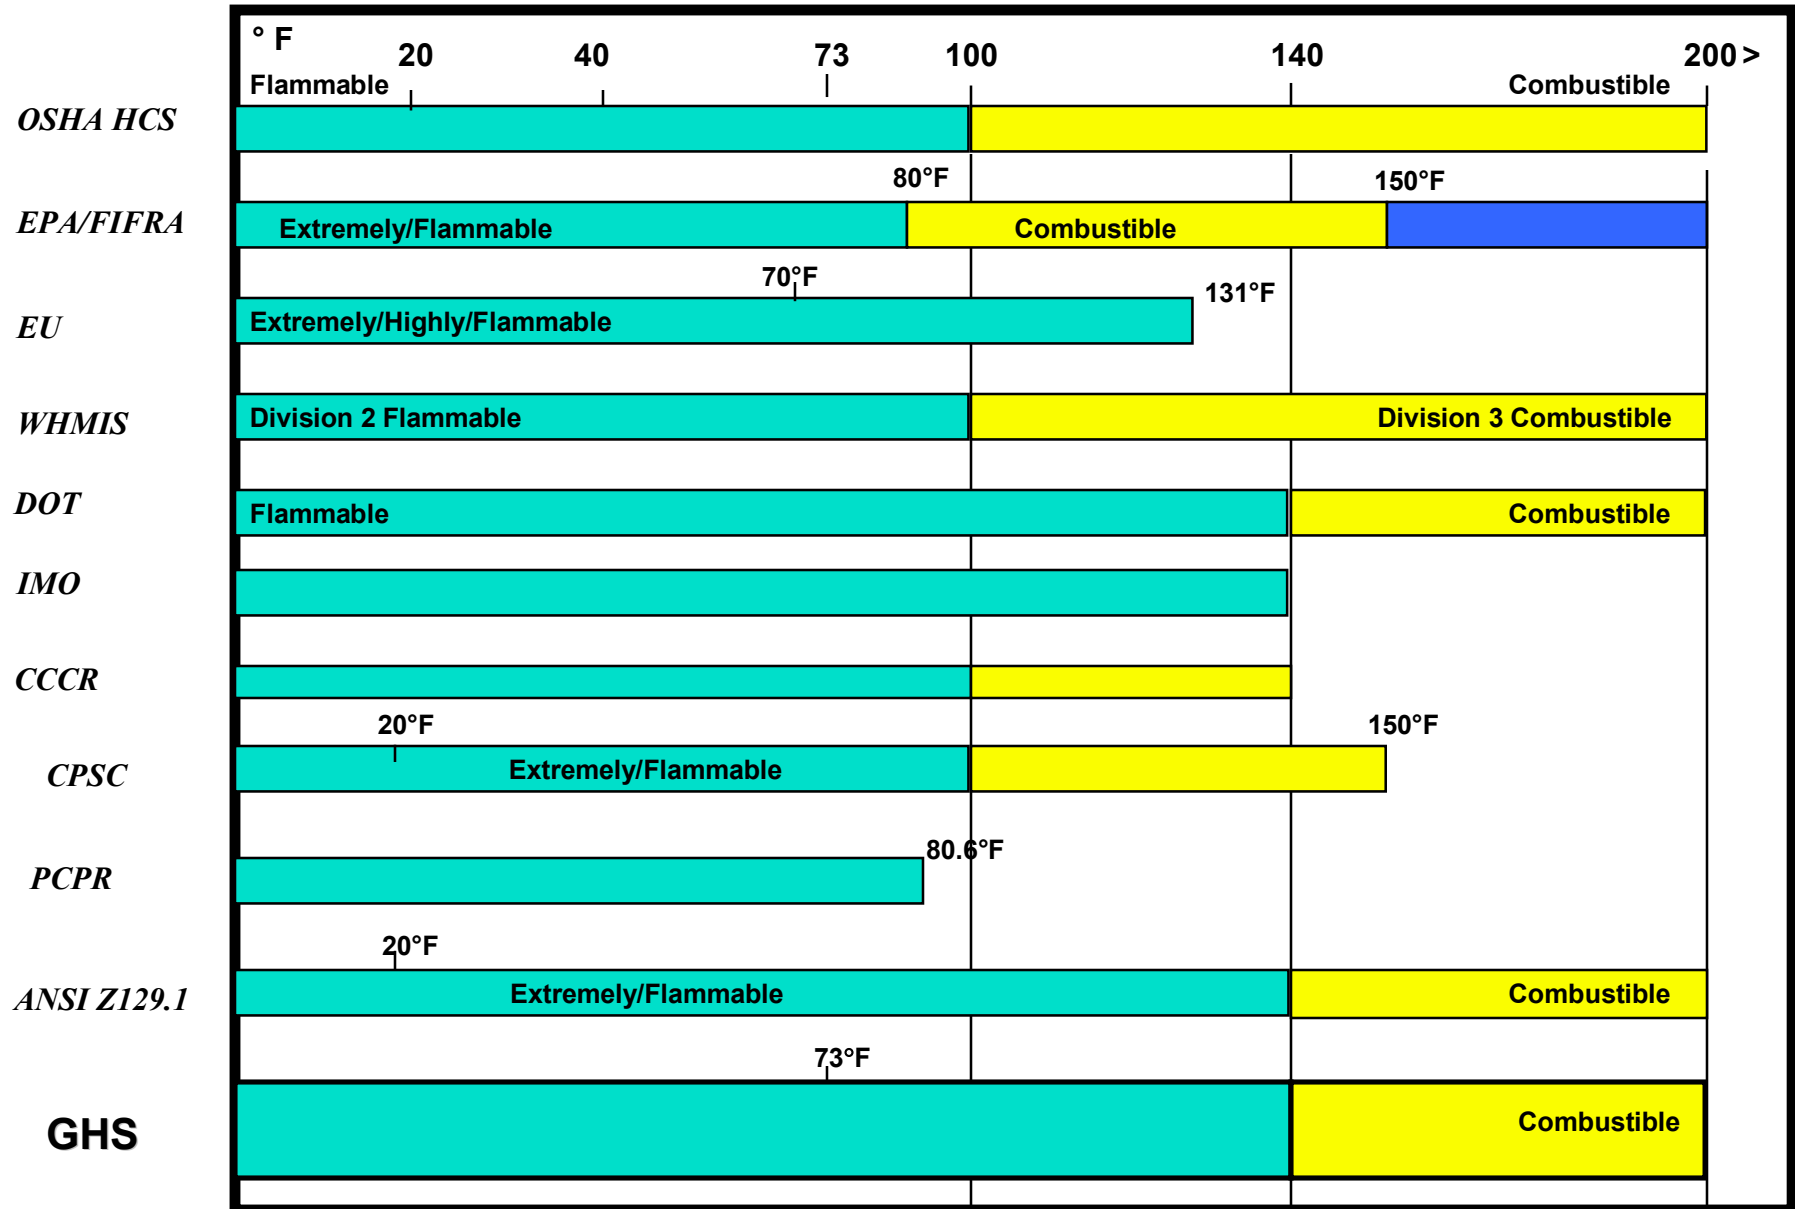 ° F
20 40 73 100 140 200 >
Flammable Combustible
OSHA HCS
80°F 150°F
EPA/FIFRA Extremely/Flammable Combustible
70°F 131°F
EU Extremely/Highly/Flammable
WHMIS Division 2 Flammable Division 3 Combustible
DOT Flammable Combustible
IMO
CCCR
20°F 150°F
CPSC Extremely/Flammable
80.6°F
PCPR
20°F
ANSI Z129.1 Extremely/Flammable Combustible
73°F
GHS Combustible